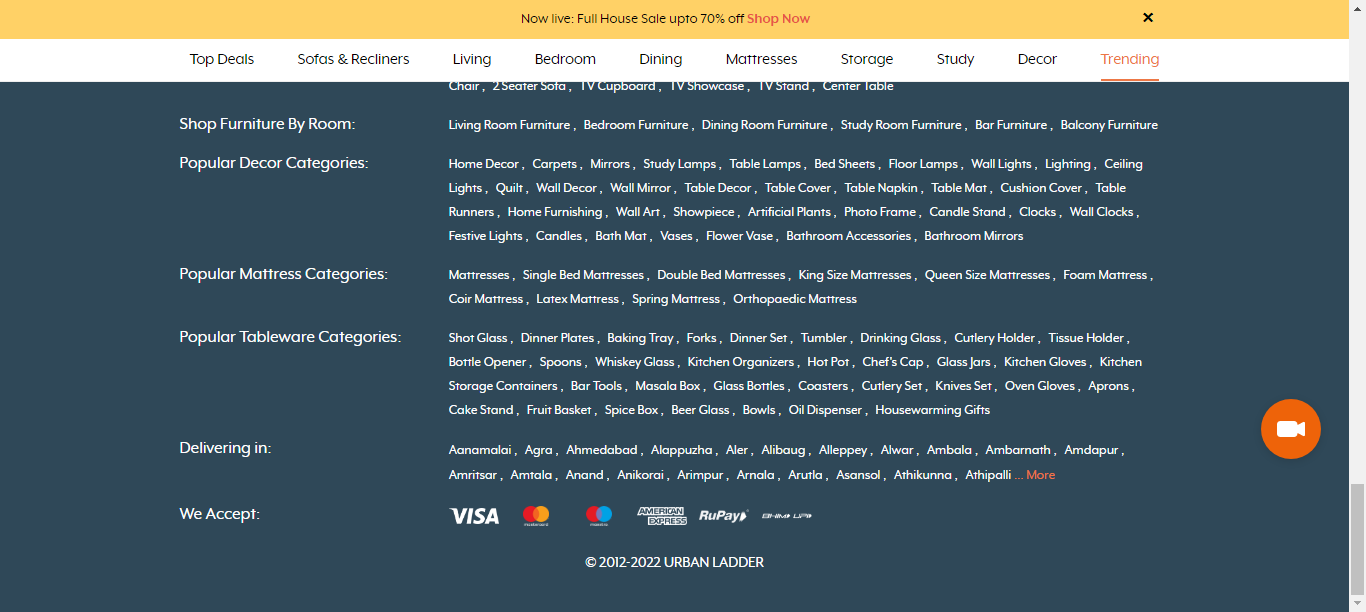 Now live: Full House Sale upto 70% off Shop Now ×
Top Deals Sofas & Recliners Living Bedroom Dining Mattresses Storage Study Decor Trending
Chair , 2 Seater Sofa , TV Cupboard , TV Showcase , TV Stand , Center Table
Shop Furniture By Room: Living Room Furniture , Bedroom Furniture , Dining Room Furniture , Study Room Furniture , Bar Furniture , Balcony Furniture
Popular Decor Categories: Home Decor , Carpets , Mirrors , Study Lamps , Table Lamps , Bed Sheets , Floor Lamps , Wall Lights , Lighting , Ceiling
Lights , Quilt , Wall Decor , Wall Mirror , Table Decor , Table Cover , Table Napkin , Table Mat , Cushion Cover , Table
Runners , Home Furnishing , Wall Art , Showpiece , Artificial Plants , Photo Frame , Candle Stand , Clocks , Wall Clocks ,
Festive Lights , Candles , Bath Mat , Vases , Flower Vase , Bathroom Accessories , Bathroom Mirrors
Popular Mattress Categories: Mattresses , Single Bed Mattresses , Double Bed Mattresses , King Size Mattresses , Queen Size Mattresses , Foam Mattress ,
Coir Mattress , Latex Mattress , Spring Mattress , Orthopaedic Mattress
Popular Tableware Categories: Shot Glass , Dinner Plates , Baking Tray , Forks , Dinner Set , Tumbler , Drinking Glass , Cutlery Holder , Tissue Holder ,
Bottle Opener , Spoons , Whiskey Glass , Kitchen Organizers , Hot Pot , Chef's Cap , Glass Jars , Kitchen Gloves , Kitchen
Storage Containers , Bar Tools , Masala Box , Glass Bottles , Coasters , Cutlery Set , Knives Set , Oven Gloves , Aprons ,
Cake Stand , Fruit Basket , Spice Box , Beer Glass , Bowls , Oil Dispenser , Housewarming Gifts
Delivering in: Aanamalai , Agra , Ahmedabad , Alappuzha , Aler , Alibaug , Alleppey , Alwar , Ambala , Ambarnath , Amdapur ,
Amritsar , Amtala , Anand , Anikorai , Arimpur , Arnala , Arutla , Asansol , Athikunna , Athipalli ... More
We Accept: VISA mastercard maestro AMERICAN EXPRESS RuPay BHIM UPI
© 2012-2022 URBAN LADDER